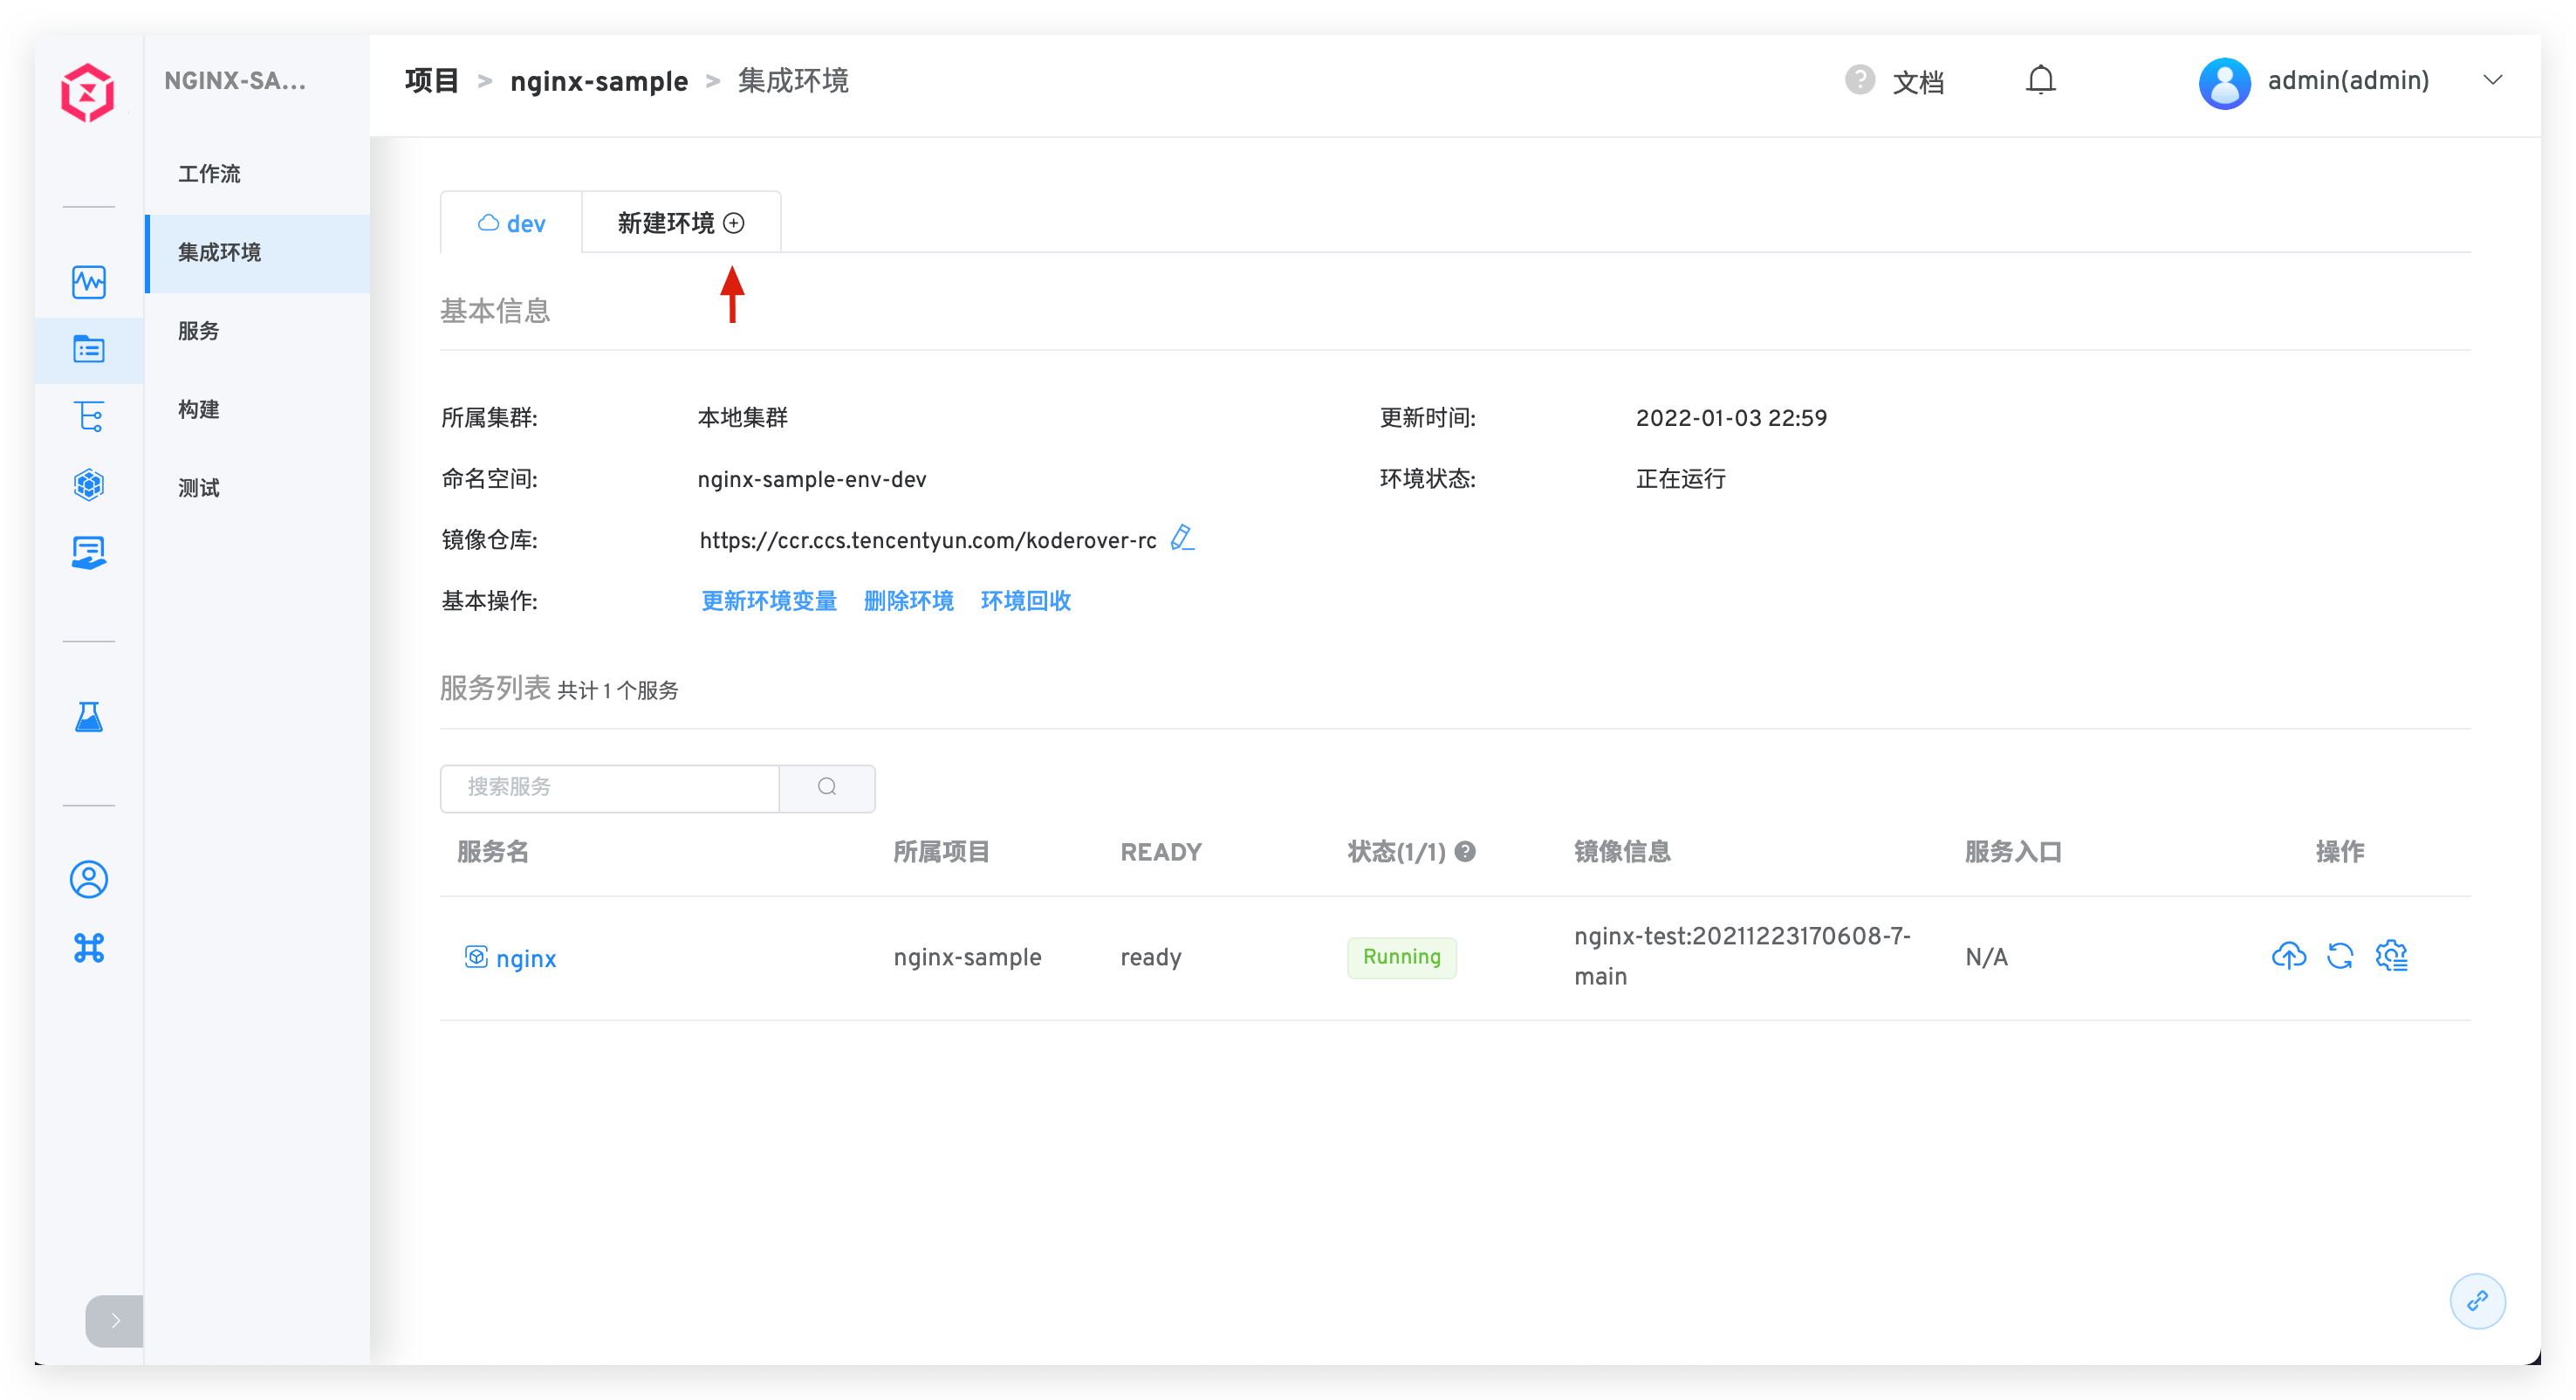 NGINX-SA...
项目 > nginx-sample > 集成环境
文档
admin(admin)
工作流
集成环境
服务
构建
测试
dev
新建环境
基本信息
所属集群: 本地集群
更新时间: 2022-01-03 22:59
命名空间: nginx-sample-env-dev
环境状态: 正在运行
镜像仓库: https://ccr.ccs.tencentyun.com/koderover-rc
基本操作: 更新环境变量 删除环境 环境回收
服务列表 共计 1 个服务
搜索服务
服务名 所属项目 READY 状态(1/1) 镜像信息 服务入口 操作
nginx nginx-sample ready Running nginx-test:20211223170608-7-
main
N/A